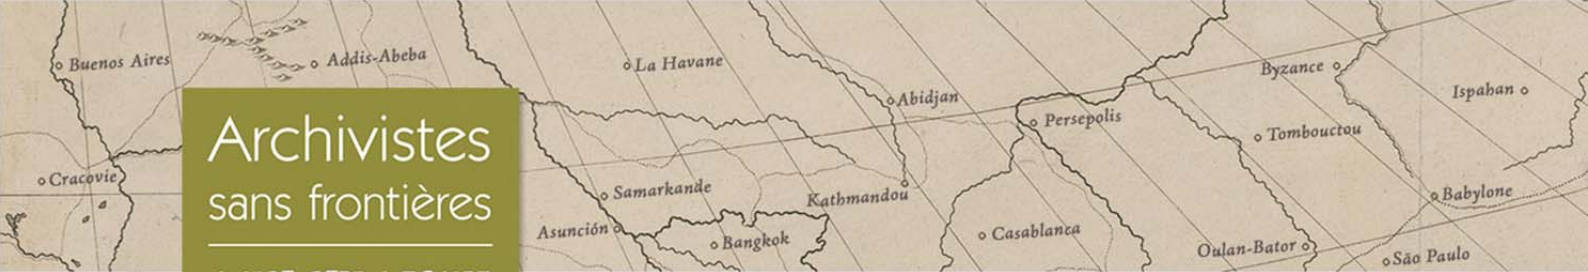 Buenos Aires
Addis-Abeba
La Havane
Abidjan
Persepolis
Byzance
Ispahan
Tombouctou
Archivistes
sans frontières
Cracovie
Samarkande
Kathmandou
Babylone
Asunción
Bangkok
Casablanca
Oulan-Bator
São Paulo